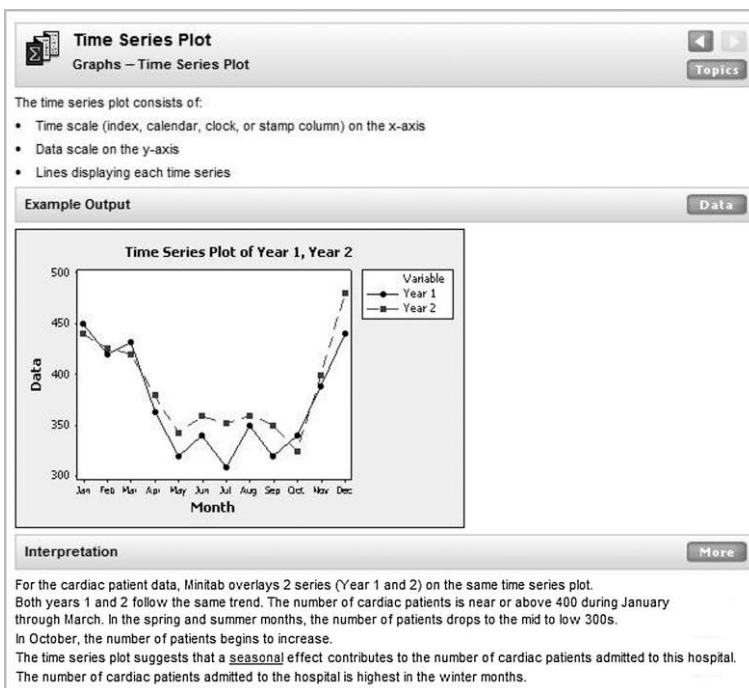 Time Series Plot
Graphs – Time Series Plot
Topics
The time series plot consists of:
• Time scale (index, calendar, clock, or stamp column) on the x-axis
• Data scale on the y-axis
• Lines displaying each time series
Example Output
Data
Time Series Plot of Year 1, Year 2
500
450
400
350
300
Data
Variable
Year 1
Year 2
Jan Feb Mar Apr May Jun Jul Aug Sep Oct Nov Dec
Month
Interpretation
More
For the cardiac patient data, Minitab overlays 2 series (Year 1 and 2) on the same time series plot.
Both years 1 and 2 follow the same trend. The number of cardiac patients is near or above 400 during January
through March. In the spring and summer months, the number of patients drops to the mid to low 300s.
In October, the number of patients begins to increase.
The time series plot suggests that a seasonal effect contributes to the number of cardiac patients admitted to this hospital.
The number of cardiac patients admitted to the hospital is highest in the winter months.